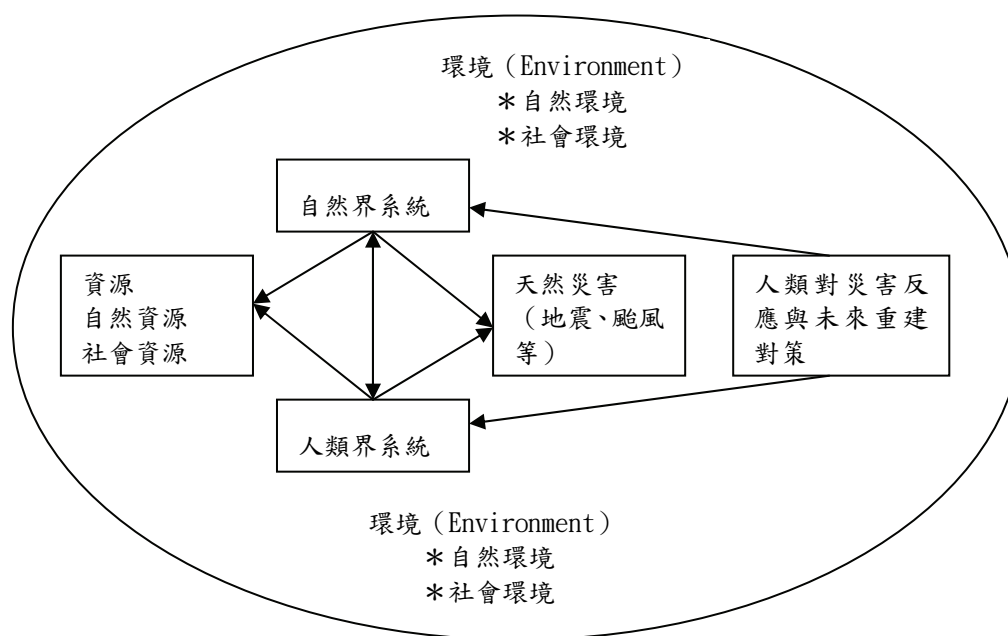 環境（Environment）
＊自然環境
＊社會環境
自然界系統
資源
自然資源
社會資源
天然災害
（地震、颱風
等）
人類對災害反
應與未來重建
對策
人類界系統
環境（Environment）
＊自然環境
＊社會環境